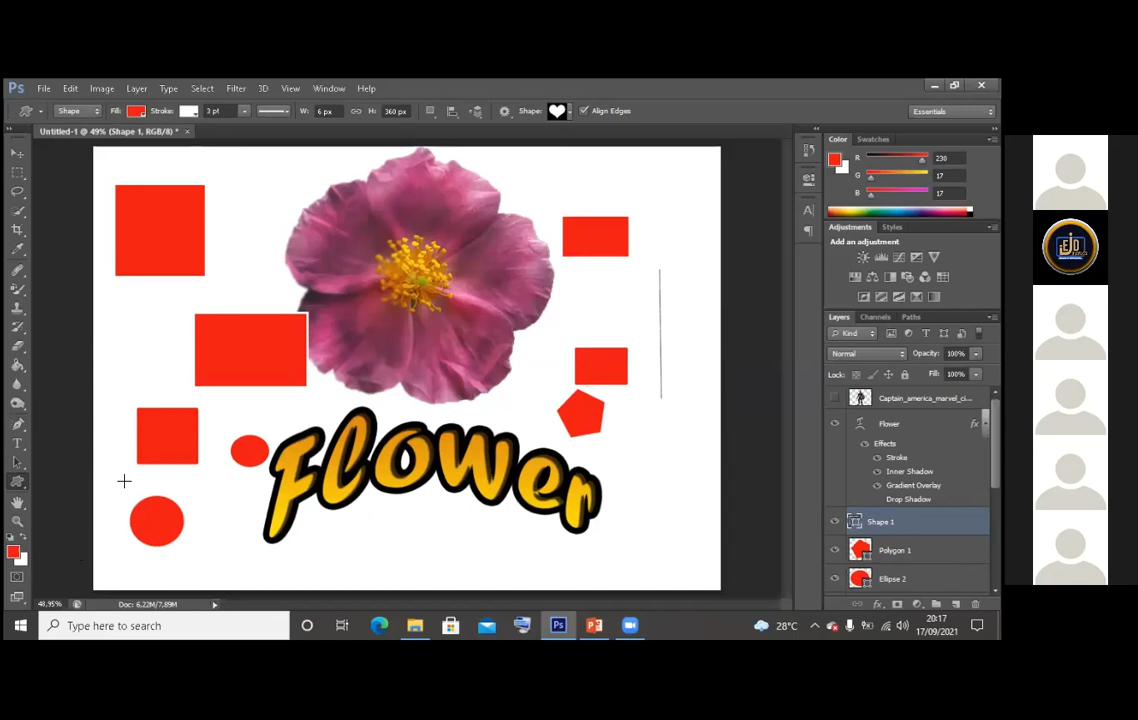 Ps File Edit Image Layer Type Select Filter 3D View Window Help
Shape Fill: Stroke: 3 pt W: 6 px H: 360 px Shape: Align Edges Essentials
Untitled-1 @ 49% (Shape 1, RGB/8) * ×
Color Swatches
R 230
G 17
B 17
Adjustments Styles
Add an adjustment
Layers Channels Paths
Kind
Normal Opacity: 100%
Lock: Fill: 100%
Captain_america_marvel_ci...
Flower fx
Effects
Stroke
Inner Shadow
Gradient Overlay
Drop Shadow
Shape 1
Polygon 1
Ellipse 2
Flower
48,95% Doc: 6,22M/7,89M
Type here to search
28°C
20:17
17/09/2021